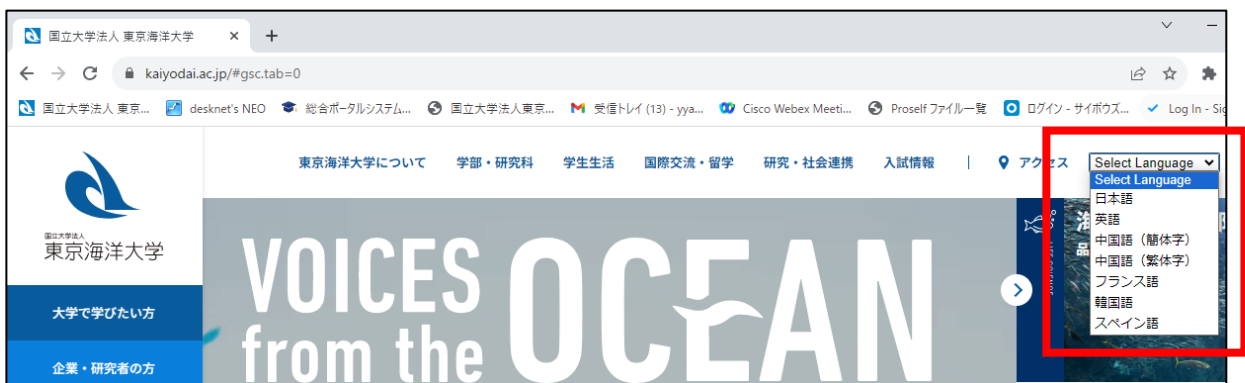 国立大学法人 東京海洋大学
kaiyodai.ac.jp/#gsc.tab=0
国立大学法人 東京... desknet's NEO 総合ポータルシステム... 国立大学法人東京... 受信トレイ (13) - yya... Cisco Webex Meeti... Proself ファイル一覧 ログイン - サイボウズ... Log In - Sig
東京海洋大学について 学部・研究科 学生生活 国際交流・留学 研究・社会連携 入試情報 | アクセス Select Language
Select Language
日本語
英語
中国語（簡体字）
中国語（繁体字）
フランス語
韓国語
スペイン語
国立大学法人
東京海洋大学
大学で学びたい方
企業・研究者の方
VOICES
from the
OCEAN
海
品